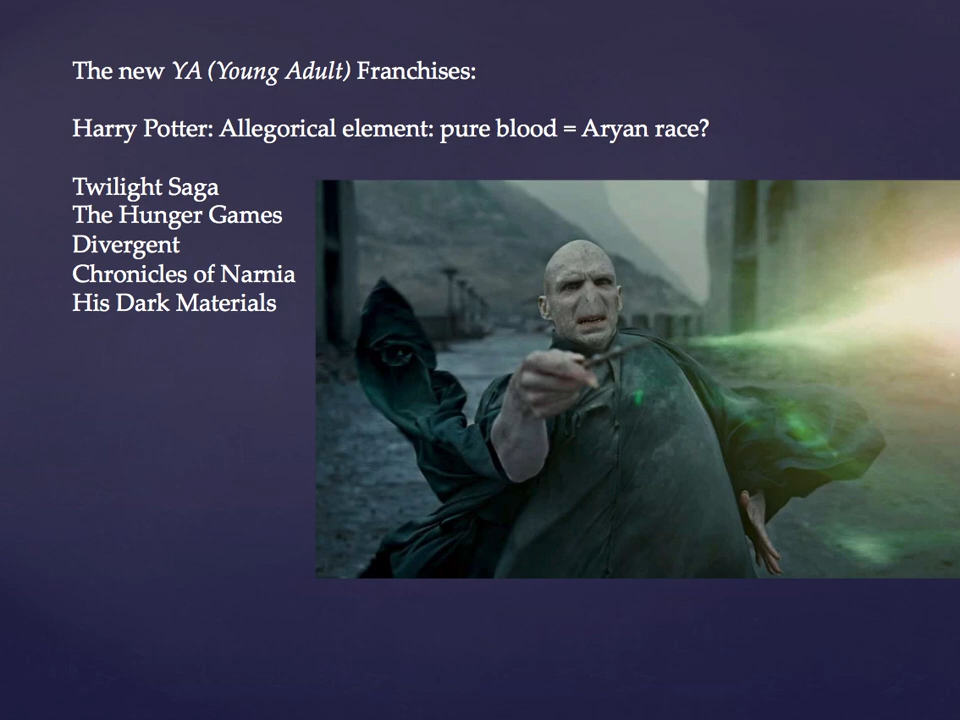 The new YA (Young Adult) Franchises:
Harry Potter: Allegorical element: pure blood = Aryan race?
Twilight Saga
The Hunger Games
Divergent
Chronicles of Narnia
His Dark Materials